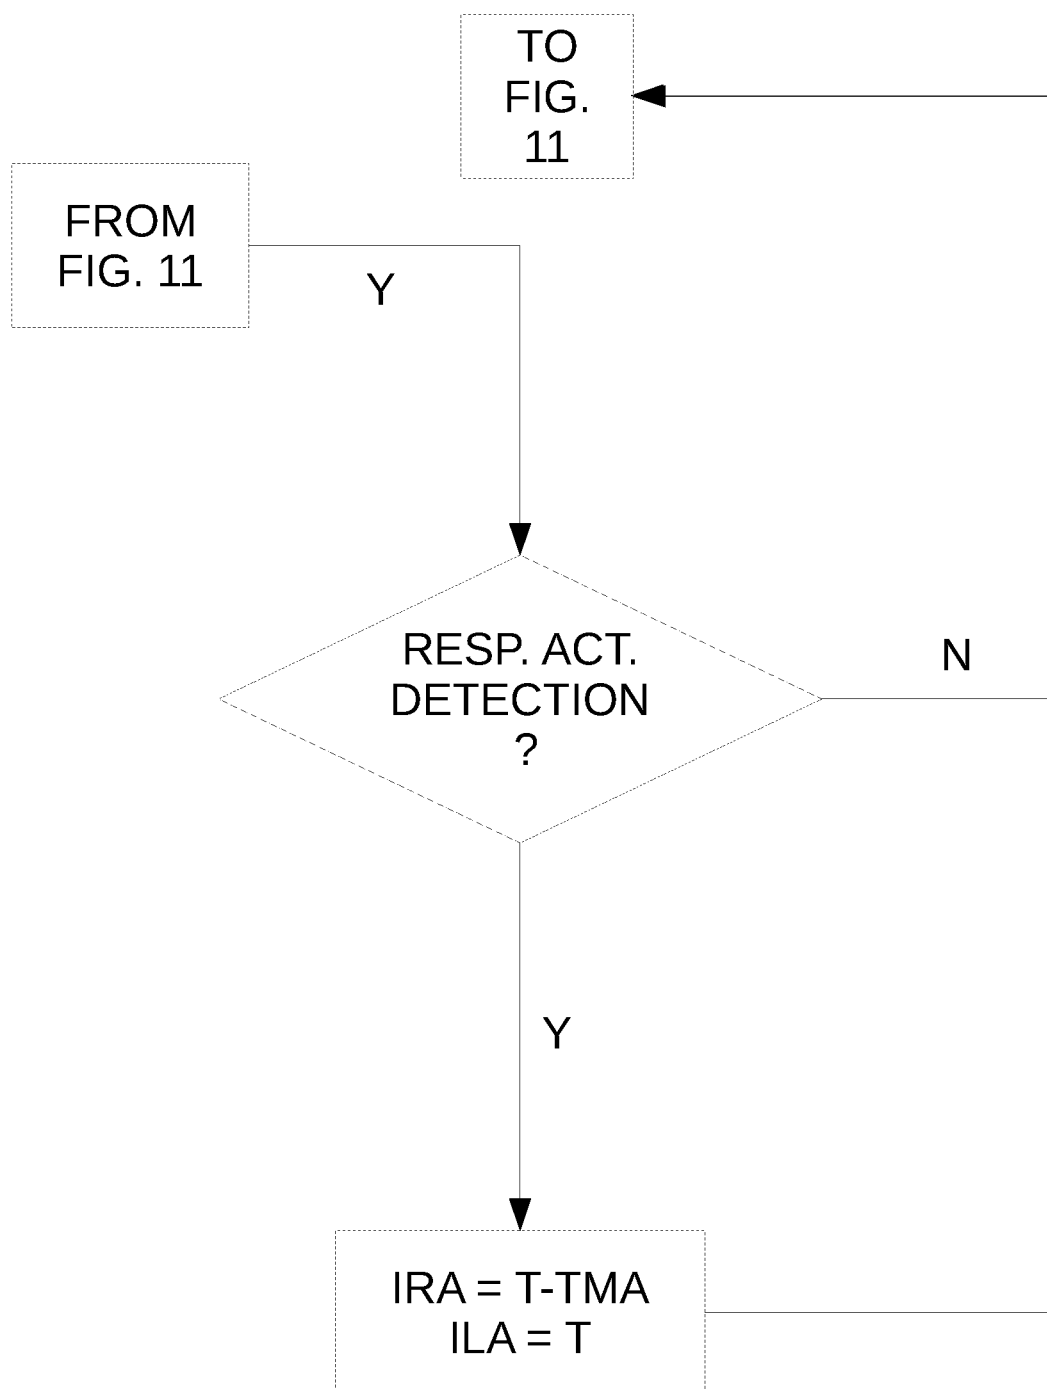 TO
FIG.
11
FROM
FIG. 11
Y
RESP. ACT.
DETECTION
?
N
Y
IRA = T-TMA
ILA = T